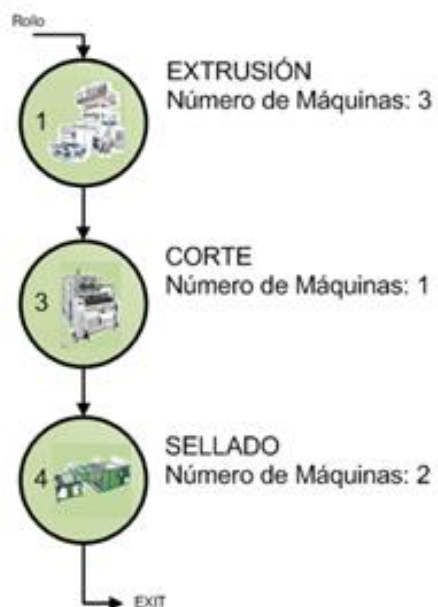 Rollo
1
EXTRUSIÓN
Número de Máquinas: 3
3
CORTE
Número de Máquinas: 1
4
SELLADO
Número de Máquinas: 2
EXIT